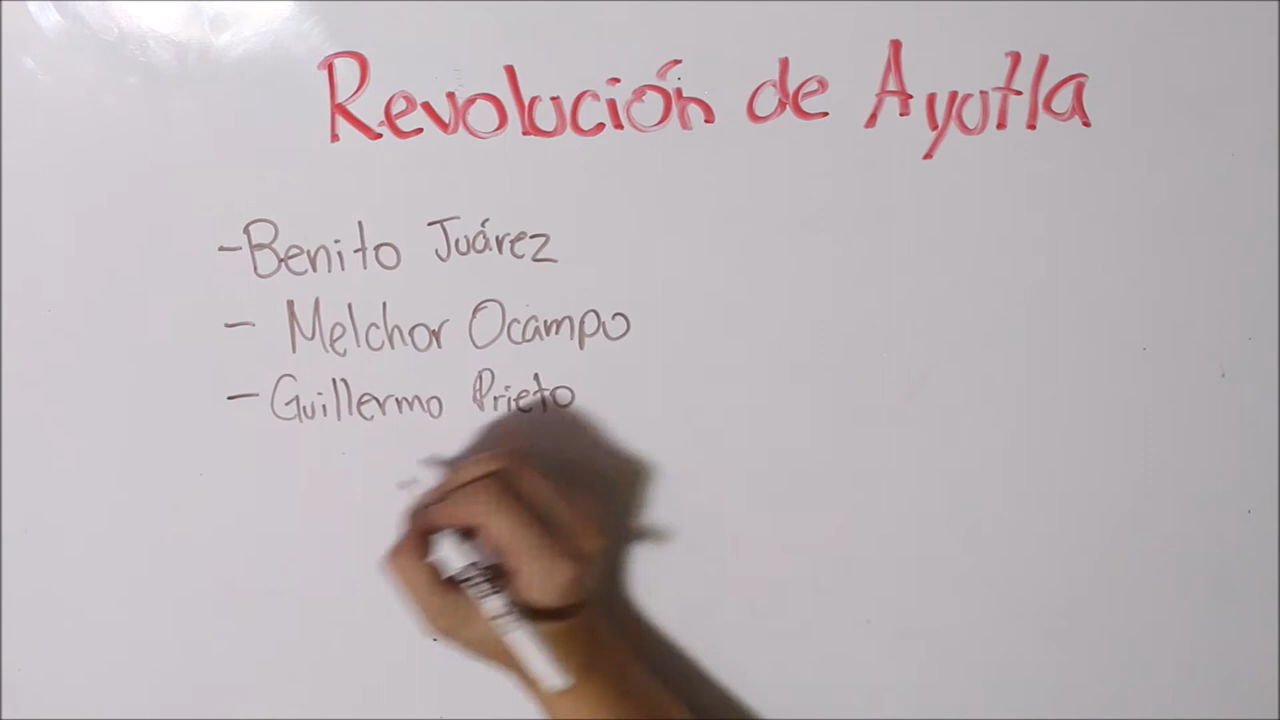 Revolución de Ayutla
- Benito Juárez
- Melchor Ocampo
- Guillermo Prieto